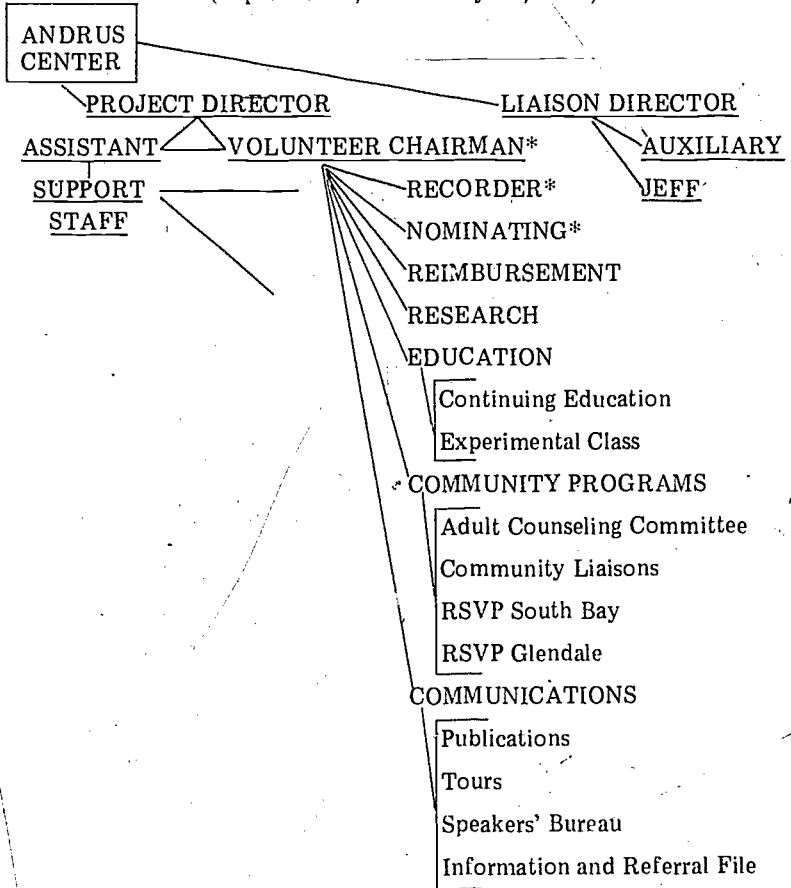 ANDRUS
CENTER
PROJECT DIRECTOR
LIAISON DIRECTOR
ASSISTANT
VOLUNTEER CHAIRMAN*
AUXILIARY
SUPPORT
STAFF
RECORDER*
JEFF
NOMINATING*
REIMBURSEMENT
RESEARCH
EDUCATION
Continuing Education
Experimental Class
COMMUNITY PROGRAMS
Adult Counseling Committee
Community Liaisons
RSVP South Bay
RSVP Glendale
COMMUNICATIONS
Publications
Tours
Speakers' Bureau
Information and Referral File